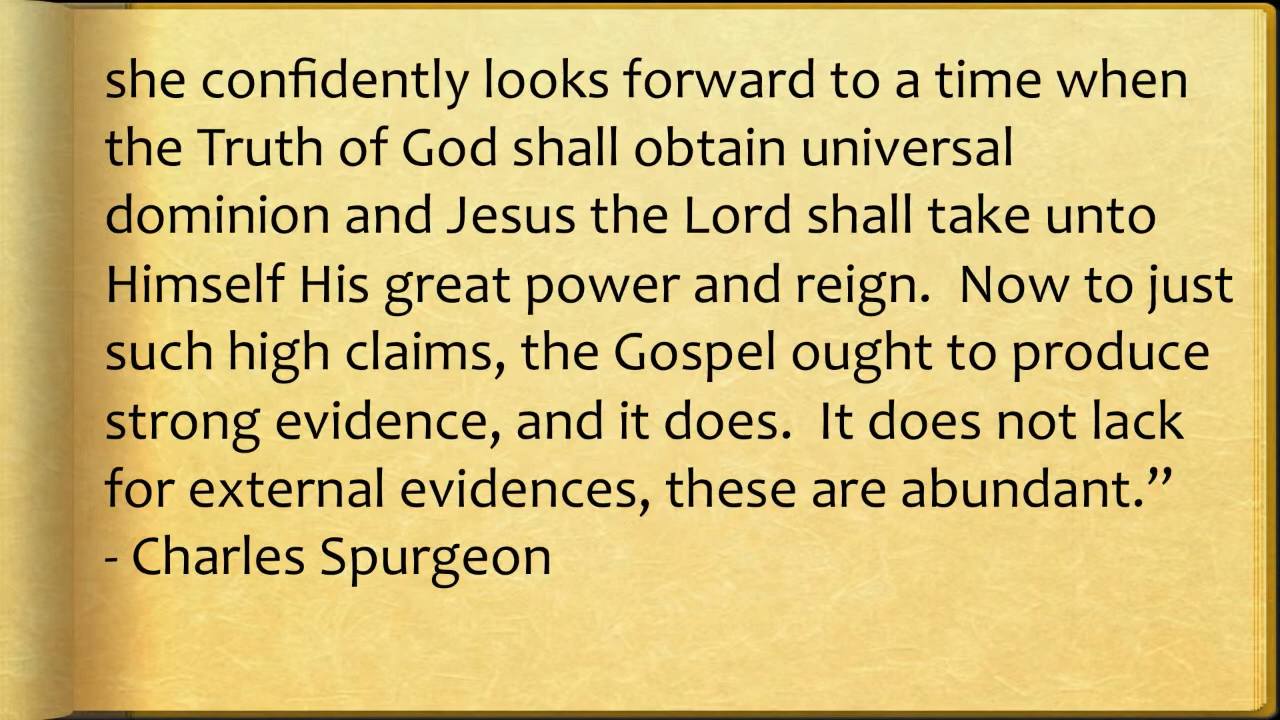 she confidently looks forward to a time when
the Truth of God shall obtain universal
dominion and Jesus the Lord shall take unto
Himself His great power and reign.  Now to just
such high claims, the Gospel ought to produce
strong evidence, and it does.  It does not lack
for external evidences, these are abundant.”
- Charles Spurgeon